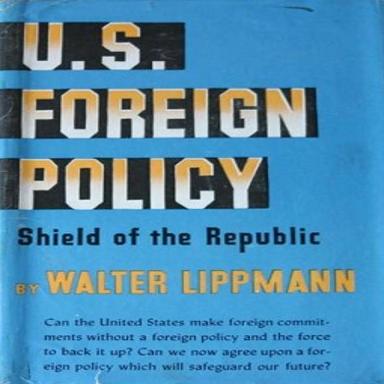 U.S.
FOREIGN
POLICY
Shield of the Republic
BY WALTER LIPPMANN
Can the United States make foreign commit-
ments without a foreign policy and the force
to back it up? Can we now agree upon a for-
eign policy which will safeguard our future?